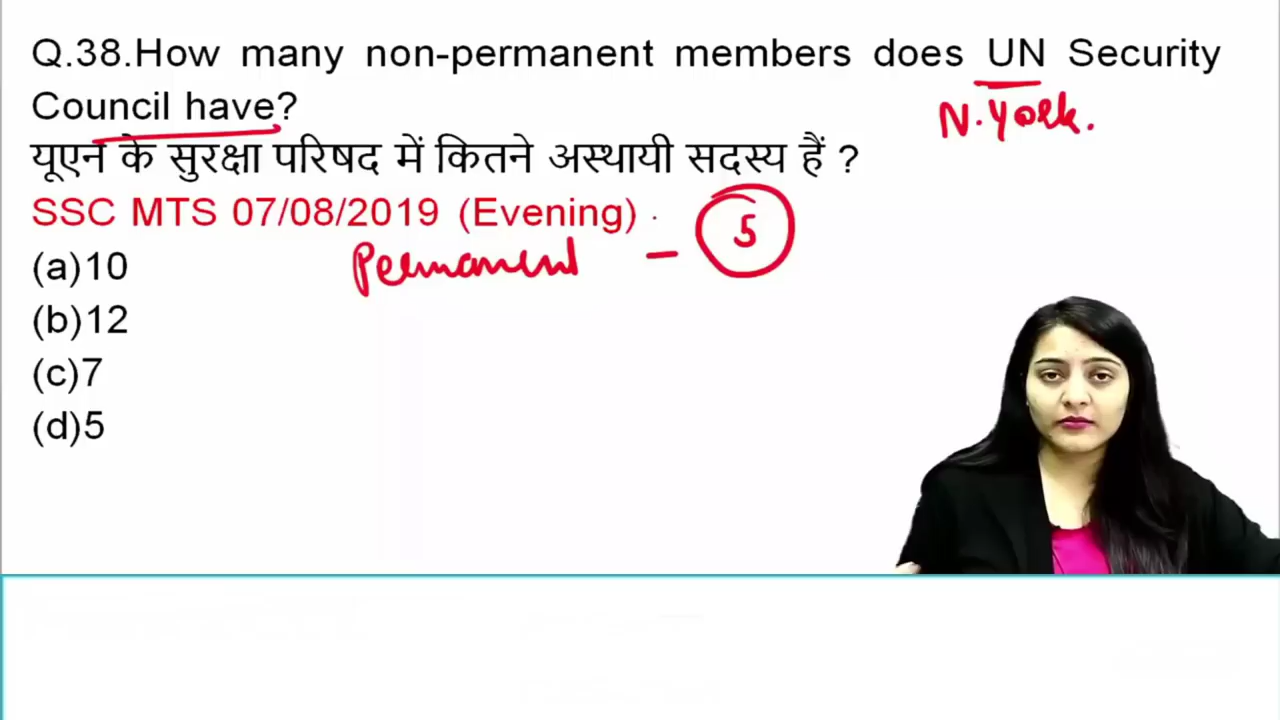 Q.38.How many non-permanent members does UN Security
Council have?
N.York.
यूएन के सुरक्षा परिषद में कितने अस्थायी सदस्य हैं ?
SSC MTS 07/08/2019 (Evening)
Permanent - 5
(a)10
(b)12
(c)7
(d)5